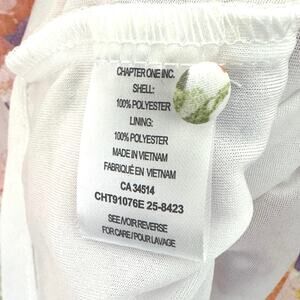 CHAPTER ONE INC.
SHELL:
100% POLYESTER
LINING:
100% POLYESTER
MADE IN VIETNAM
FABRIQUÉ EN VIETNAM
CA 34514
CHT91076E 25-8423
SEE/VOIR REVERSE
FOR CARE / POUR LAVAGE